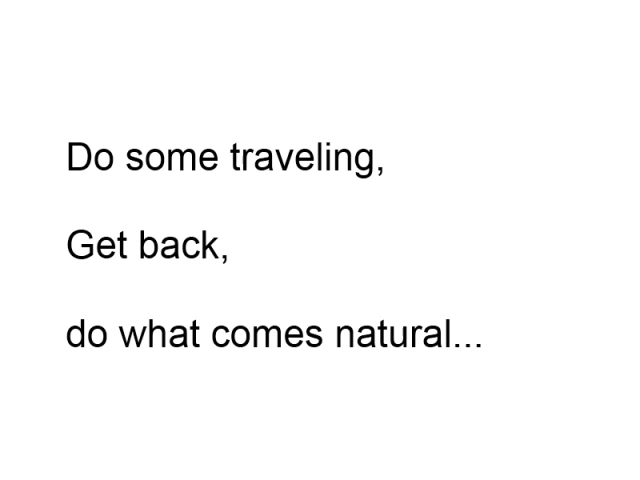 Do some traveling,
Get back,
do what comes natural...